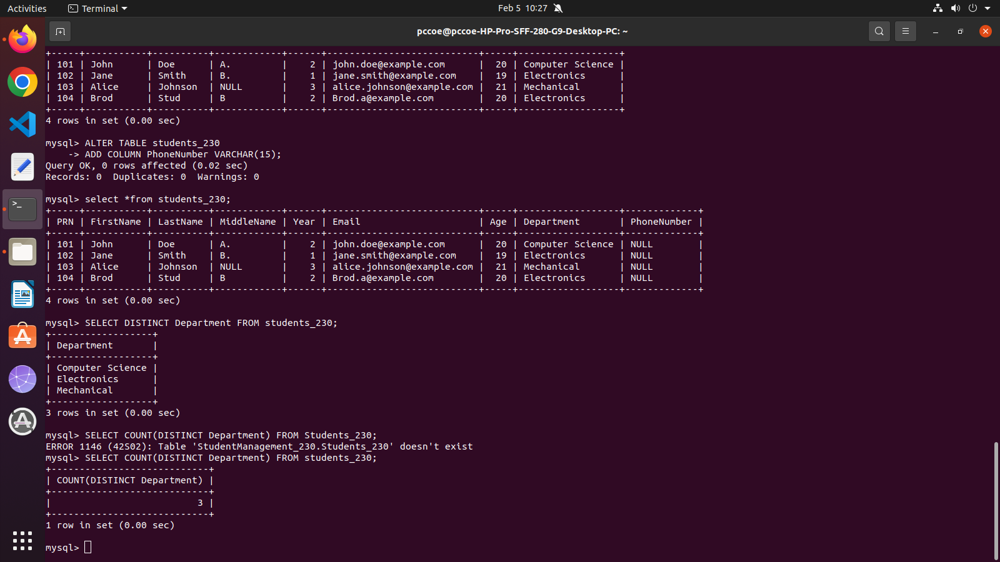 Activities Terminal Feb 5 10:27
pccoe@pccoe-HP-Pro-SFF-280-G9-Desktop-PC: ~
+-----+-----------+----------+------------+------+---------------------------+-----+------------------+
| 101 | John      | Doe      | A.         |    2 | john.doe@example.com      |  20 | Computer Science |
| 102 | Jane      | Smith    | B.         |    1 | jane.smith@example.com    |  19 | Electronics      |
| 103 | Alice     | Johnson  | NULL       |    3 | alice.johnson@example.com |  21 | Mechanical       |
| 104 | Brod      | Stud     | B          |    2 | Brod.a@example.com        |  20 | Electronics      |
+-----+-----------+----------+------------+------+---------------------------+-----+------------------+
4 rows in set (0.00 sec)
mysql> ALTER TABLE students_230
    -> ADD COLUMN PhoneNumber VARCHAR(15);
Query OK, 0 rows affected (0.02 sec)
Records: 0  Duplicates: 0  Warnings: 0
mysql> select *from students_230;
+-----+-----------+----------+------------+------+---------------------------+-----+------------------+-------------+
| PRN | FirstName | LastName | MiddleName | Year | Email                     | Age | Department       | PhoneNumber |
+-----+-----------+----------+------------+------+---------------------------+-----+------------------+-------------+
| 101 | John      | Doe      | A.         |    2 | john.doe@example.com      |  20 | Computer Science | NULL        |
| 102 | Jane      | Smith    | B.         |    1 | jane.smith@example.com    |  19 | Electronics      | NULL        |
| 103 | Alice     | Johnson  | NULL       |    3 | alice.johnson@example.com |  21 | Mechanical       | NULL        |
| 104 | Brod      | Stud     | B          |    2 | Brod.a@example.com        |  20 | Electronics      | NULL        |
+-----+-----------+----------+------------+------+---------------------------+-----+------------------+-------------+
4 rows in set (0.00 sec)
mysql> SELECT DISTINCT Department FROM students_230;
+------------------+
| Department       |
+------------------+
| Computer Science |
| Electronics      |
| Mechanical       |
+------------------+
3 rows in set (0.00 sec)
mysql> SELECT COUNT(DISTINCT Department) FROM Students_230;
ERROR 1146 (42S02): Table 'StudentManagement_230.Students_230' doesn't exist
mysql> SELECT COUNT(DISTINCT Department) FROM students_230;
+----------------------------+
| COUNT(DISTINCT Department) |
+----------------------------+
|                          3 |
+----------------------------+
1 row in set (0.00 sec)
mysql>